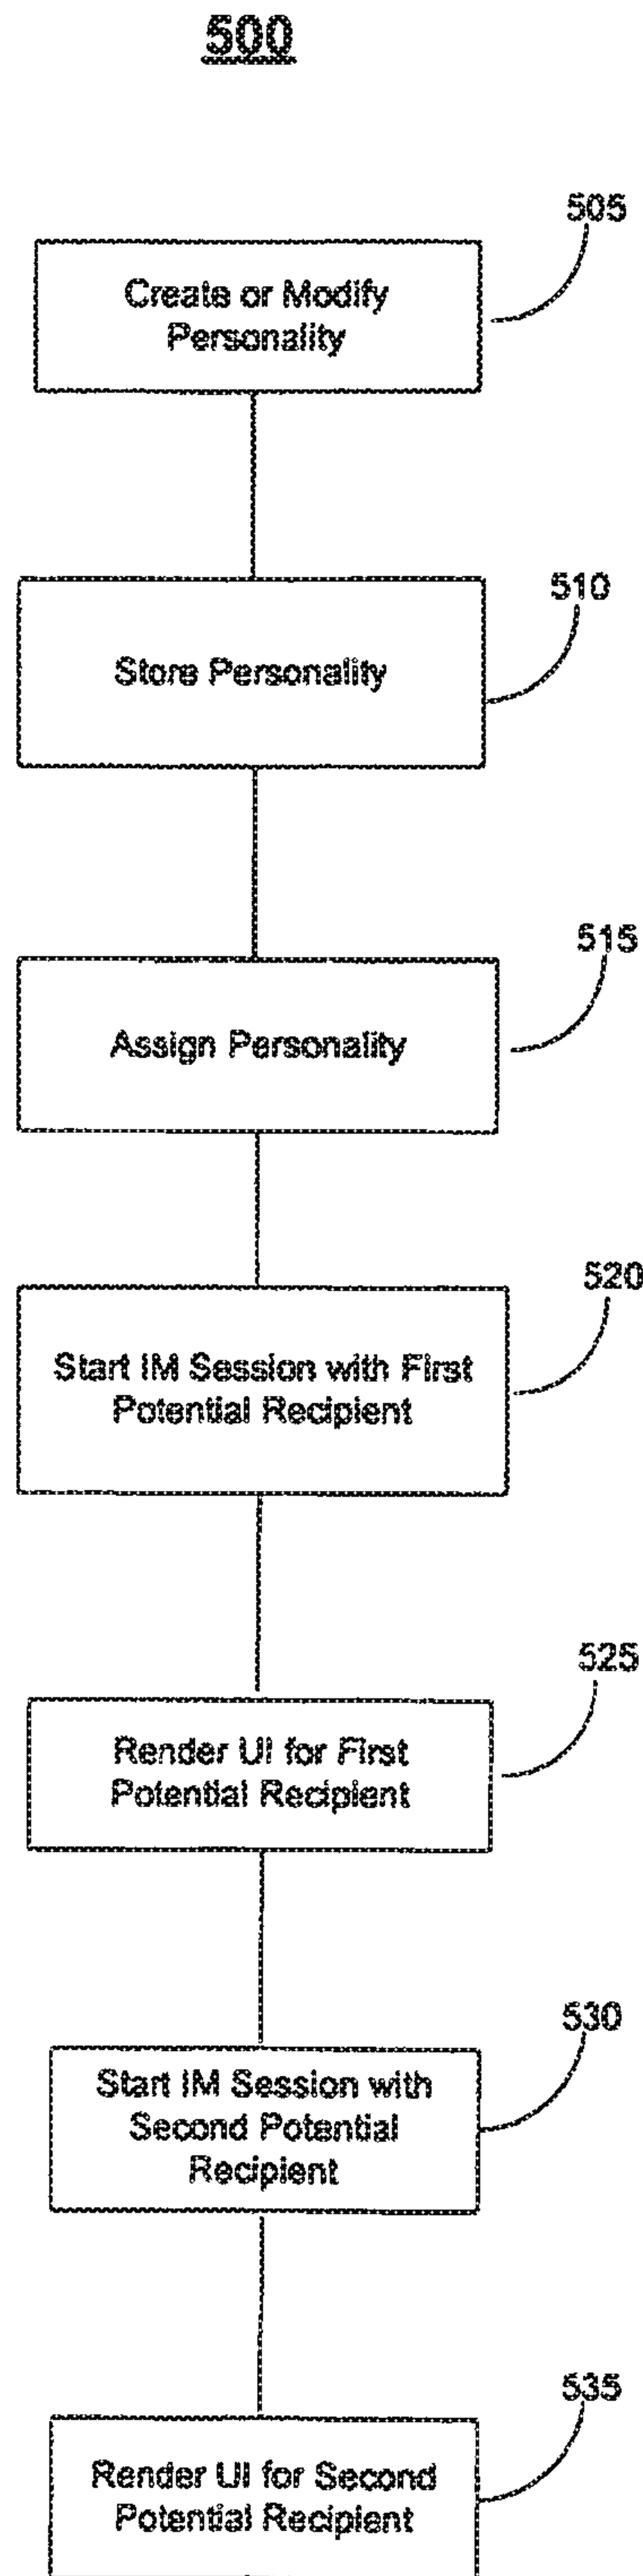 500
505
Create or Modify
Personality
510
Store Personality
515
Assign Personality
520
Start IM Session with First
Potential Recipient
525
Render UI for First
Potential Recipient
530
Start IM Session with
Second Potential
Recipient
535
Render UI for Second
Potential Recipient